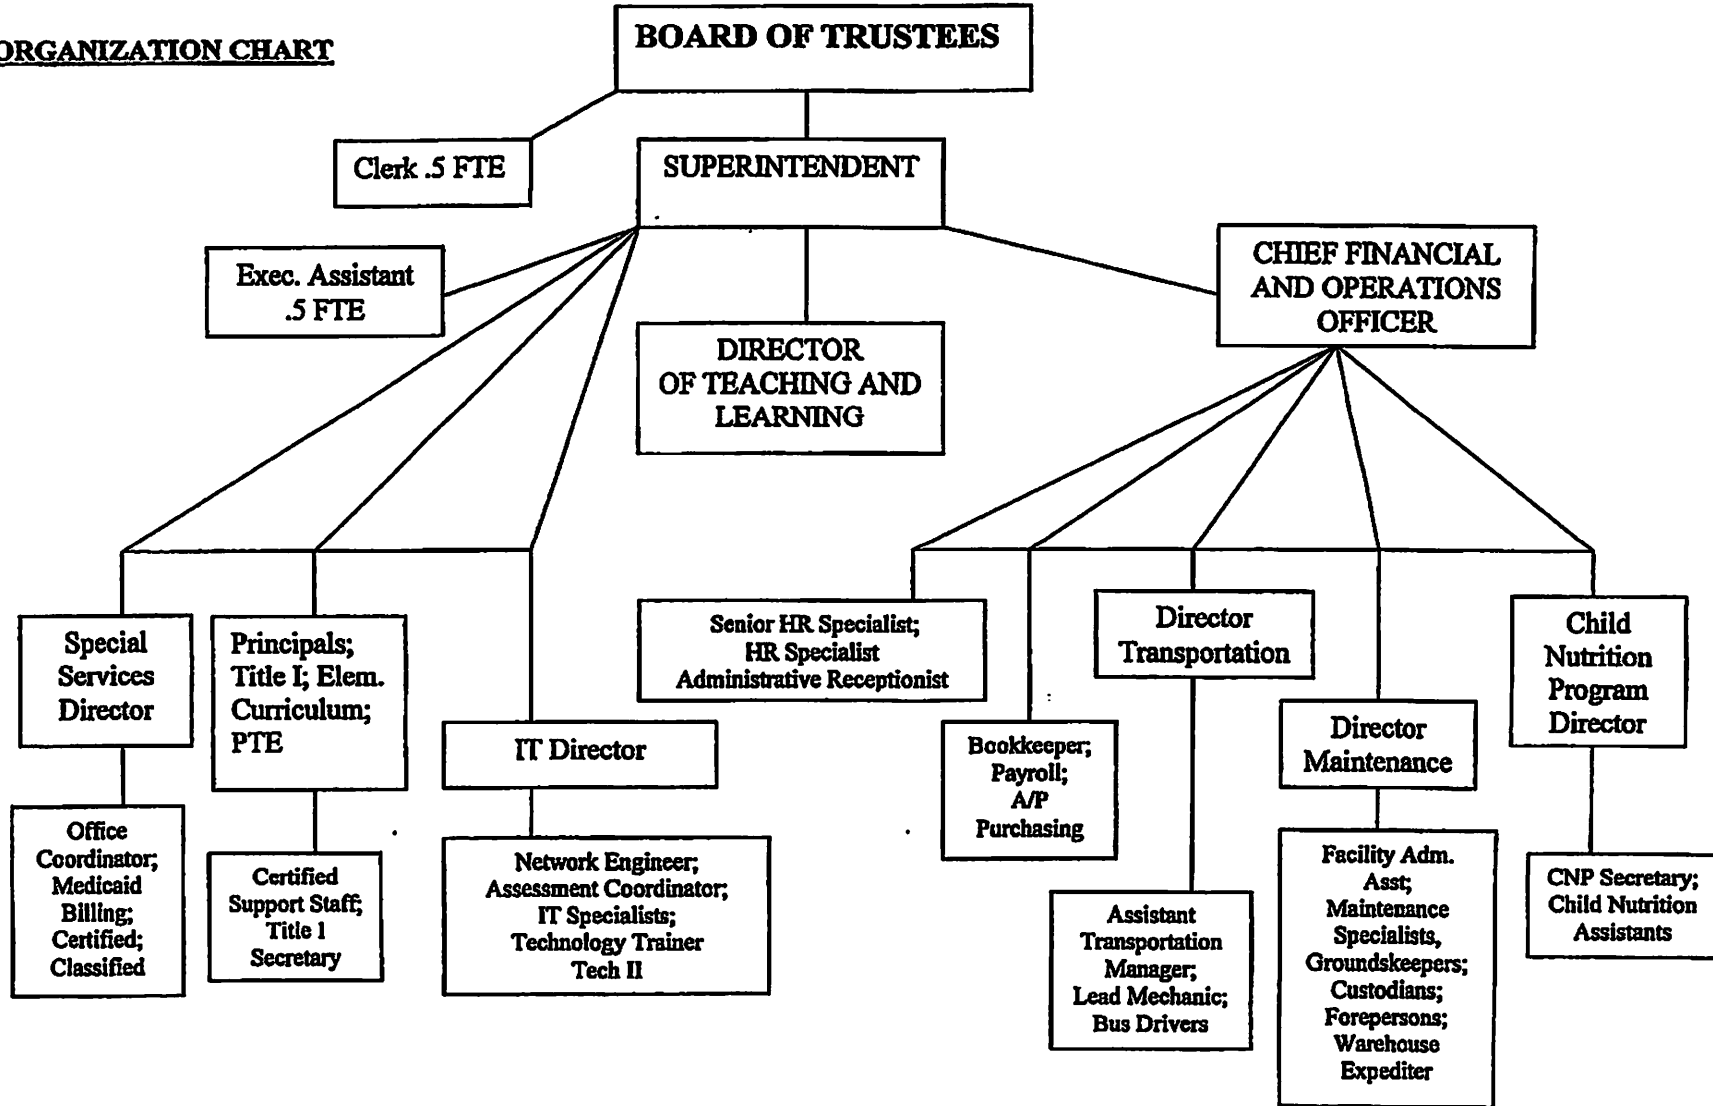 ORGANIZATION CHART
BOARD OF TRUSTEES
Clerk .5 FTE
SUPERINTENDENT
Exec. Assistant
.5 FTE
CHIEF FINANCIAL
AND OPERATIONS
OFFICER
DIRECTOR
OF TEACHING AND
LEARNING
Special
Services
Director
Principals;
Title I; Elem.
Curriculum;
PTE
IT Director
Senior HR Specialist;
HR Specialist
Administrative Receptionist
Bookkeeper;
Payroll;
A/P
Purchasing
Director
Transportation
Director
Maintenance
Child
Nutrition
Program
Director
Office
Coordinator;
Medicaid
Billing;
Certified;
Classified
Certified
Support Staff;
Title 1
Secretary
Network Engineer;
Assessment Coordinator;
IT Specialists;
Technology Trainer
Tech II
Assistant
Transportation
Manager;
Lead Mechanic;
Bus Drivers
Facility Adm.
Asst;
Maintenance
Specialists,
Groundskeepers;
Custodians;
Forepersons;
Warehouse
Expediter
CNP Secretary;
Child Nutrition
Assistants